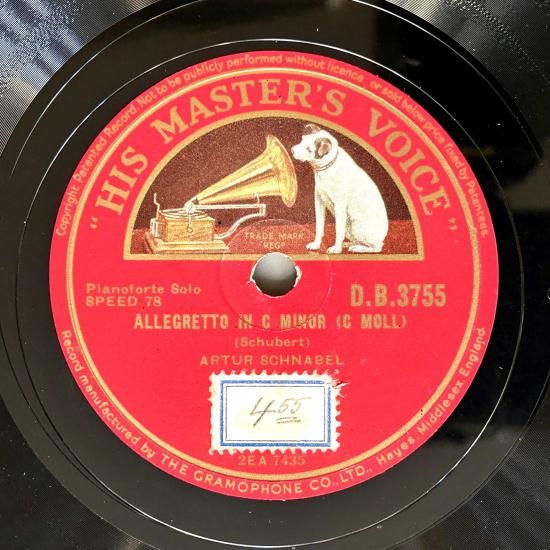 Copyright Patented Record. Not to be publicly performed without licence or sold below price fixed by Patentees.
"HIS MASTER'S VOICE"
TRADE MARK
REGD
Pianoforte Solo
SPEED 78
D.B.3755
ALLEGRETTO IN C MINOR (C MOLL)
(Schubert)
ARTUR SCHNABEL
455
2EA.7435
Record manufactured by THE GRAMOPHONE CO., LTD., Hayes, Middlesex England.